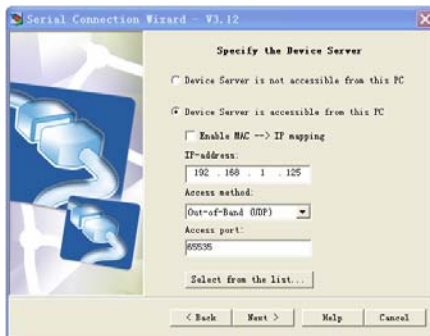 Serial Connection Wizard - V3.12
Specify the Device Server
Device Server is not accessible from this PC
Device Server is accessible from this PC
Enable MAC --> IP mapping
IP-address:
192 . 168 . 1 . 125
Access method:
Out-of-Band (UDP)
Access port:
65535
Select from the list...
< Back Next > Help Cancel